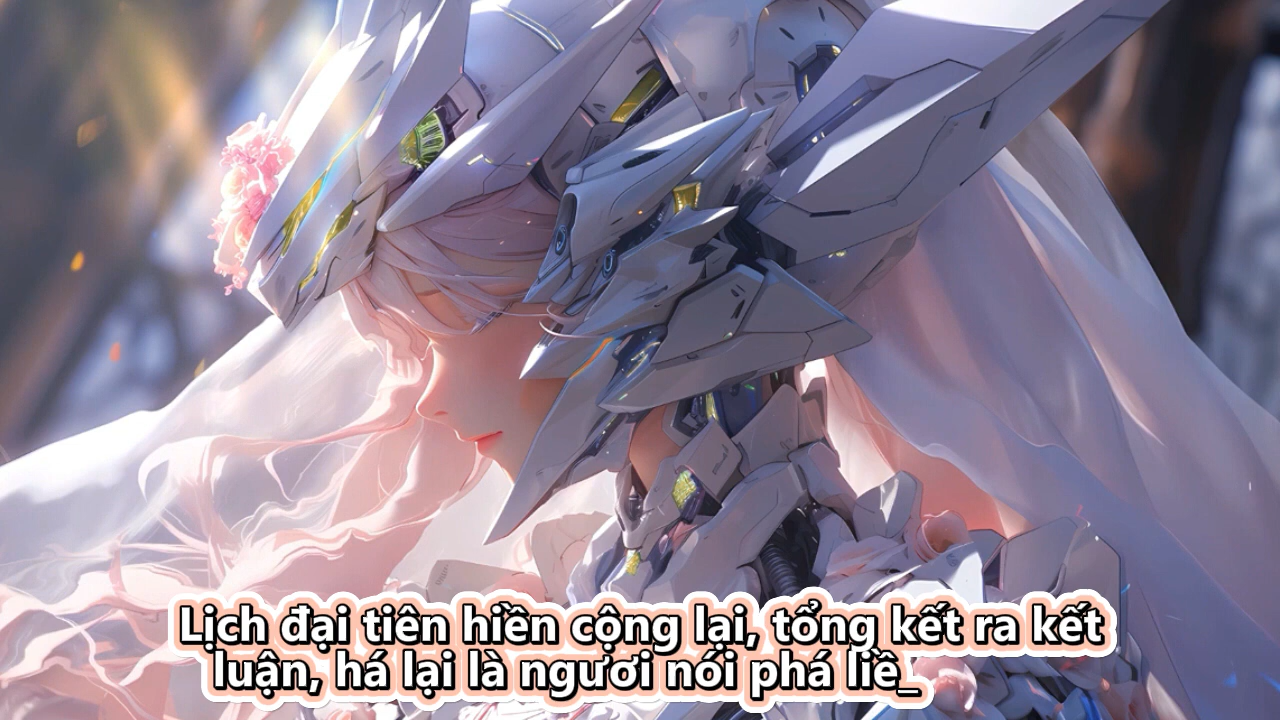 Lịch đại tiên hiền cộng lại, tổng kết ra kết
luận, há lại là ngươi nói phá liề_